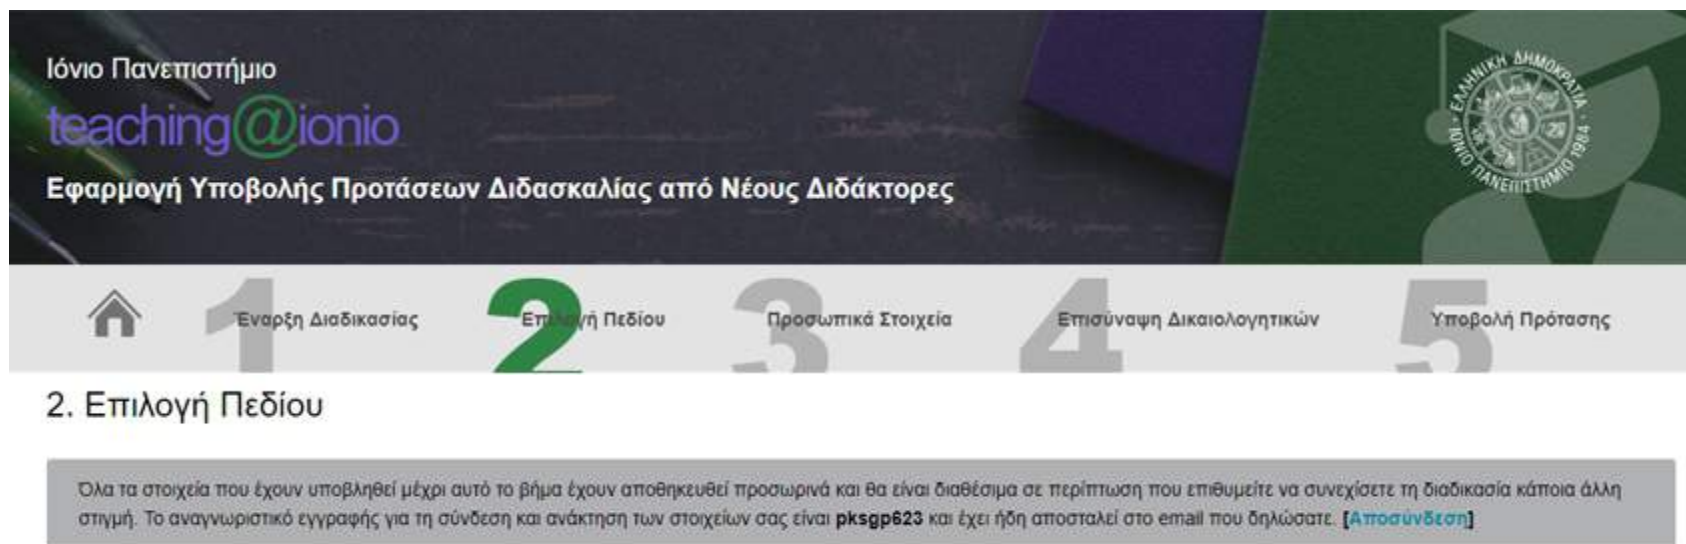 Ιόνιο Πανεπιστήμιο
teaching@ionio
Εφαρμογή Υποβολής Προτάσεων Διδασκαλίας από Νέους Διδάκτορες
ΕΛΛΗΝΙΚΗ ΔΗΜΟΚΡΑΤΙΑ · ΙΟΝΙΟ ΠΑΝΕΠΙΣΤΗΜΙΟ 1984 ·
1 Έναρξη Διαδικασίας 2 Επιλογή Πεδίου 3 Προσωπικά Στοιχεία 4 Επισύναψη Δικαιολογητικών 5 Υποβολή Πρότασης
2. Επιλογή Πεδίου
Όλα τα στοιχεία που έχουν υποβληθεί μέχρι αυτό το βήμα έχουν αποθηκευθεί προσωρινά και θα είναι διαθέσιμα σε περίπτωση που επιθυμείτε να συνεχίσετε τη διαδικασία κάποια άλλη
στιγμή. Το αναγνωριστικό εγγραφής για τη σύνδεση και ανάκτηση των στοιχείων σας είναι pksgp623 και έχει ήδη αποσταλεί στο email που δηλώσατε. [Αποσύνδεση]